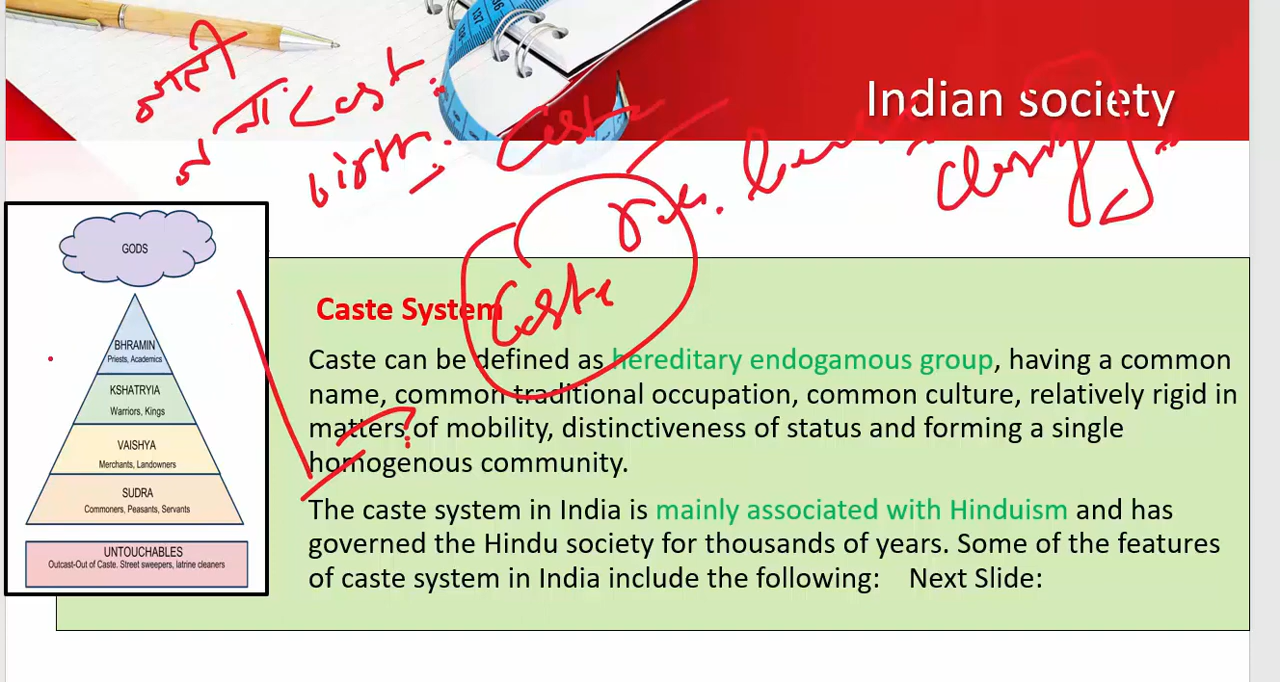 Indian society
Cast.
birth.
Caste
Caste
GODS
BHRAMIN
Priests, Academics
KSHATRYIA
Warriors, Kings
VAISHYA
Merchants, Landowners
SUDRA
Commoners, Peasants, Servants
UNTOUCHABLES
Outcast-Out of Caste. Street sweepers, latrine cleaners
Caste System
Caste can be defined as hereditary endogamous group, having a common
name, common traditional occupation, common culture, relatively rigid in
matters of mobility, distinctiveness of status and forming a single
homogenous community.
The caste system in India is mainly associated with Hinduism and has
governed the Hindu society for thousands of years. Some of the features
of caste system in India include the following: Next Slide: